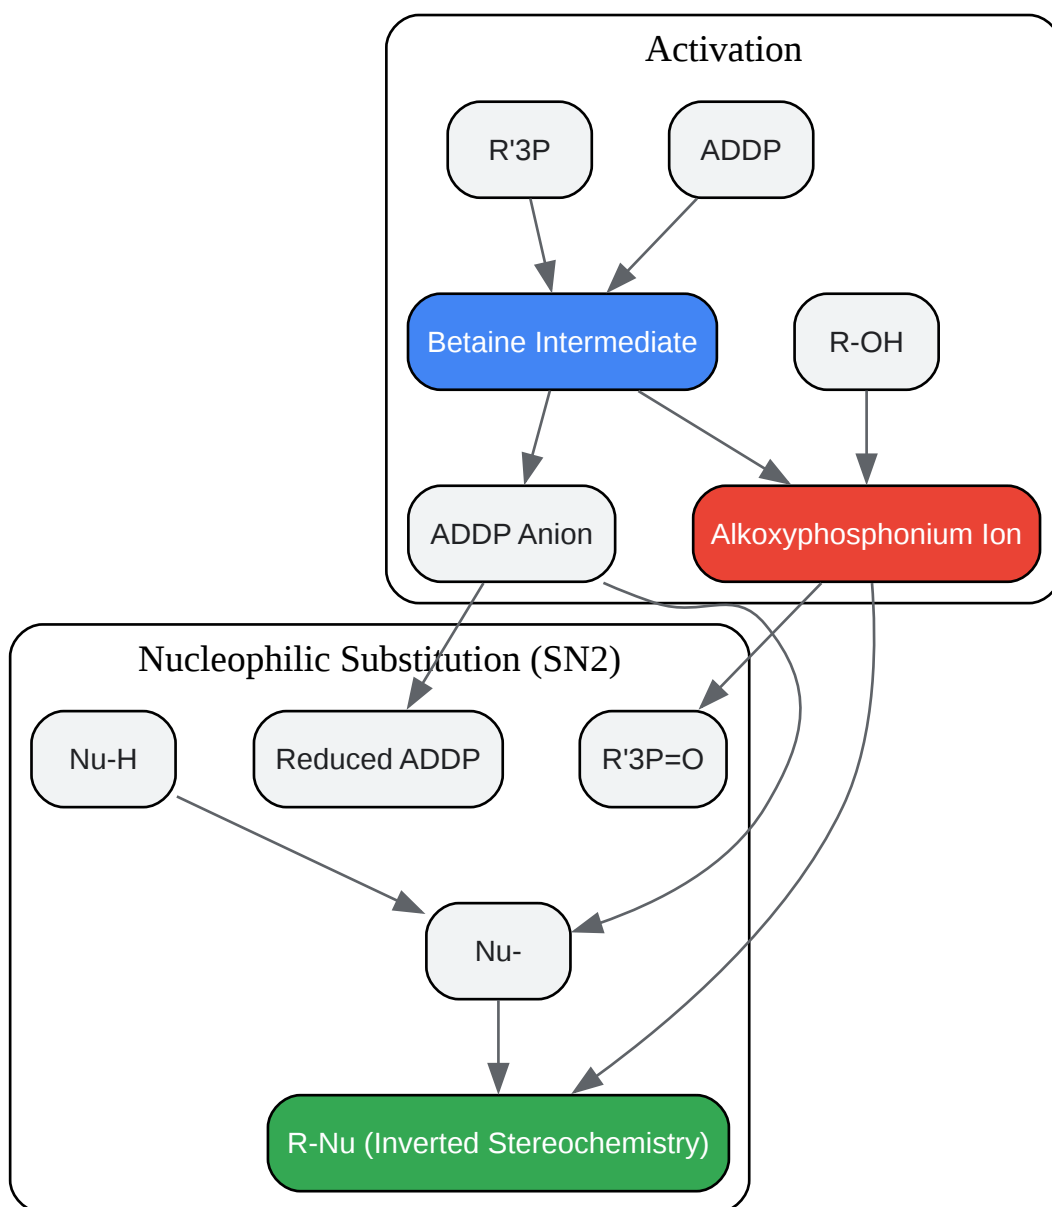 Activation
R'3P
ADDP
Betaine Intermediate
R-OH
ADDP Anion
Alkoxyphosphonium Ion
Nucleophilic Substitution (SN2)
Nu-H
Reduced ADDP
R'3P=O
Nu-
R-Nu (Inverted Stereochemistry)